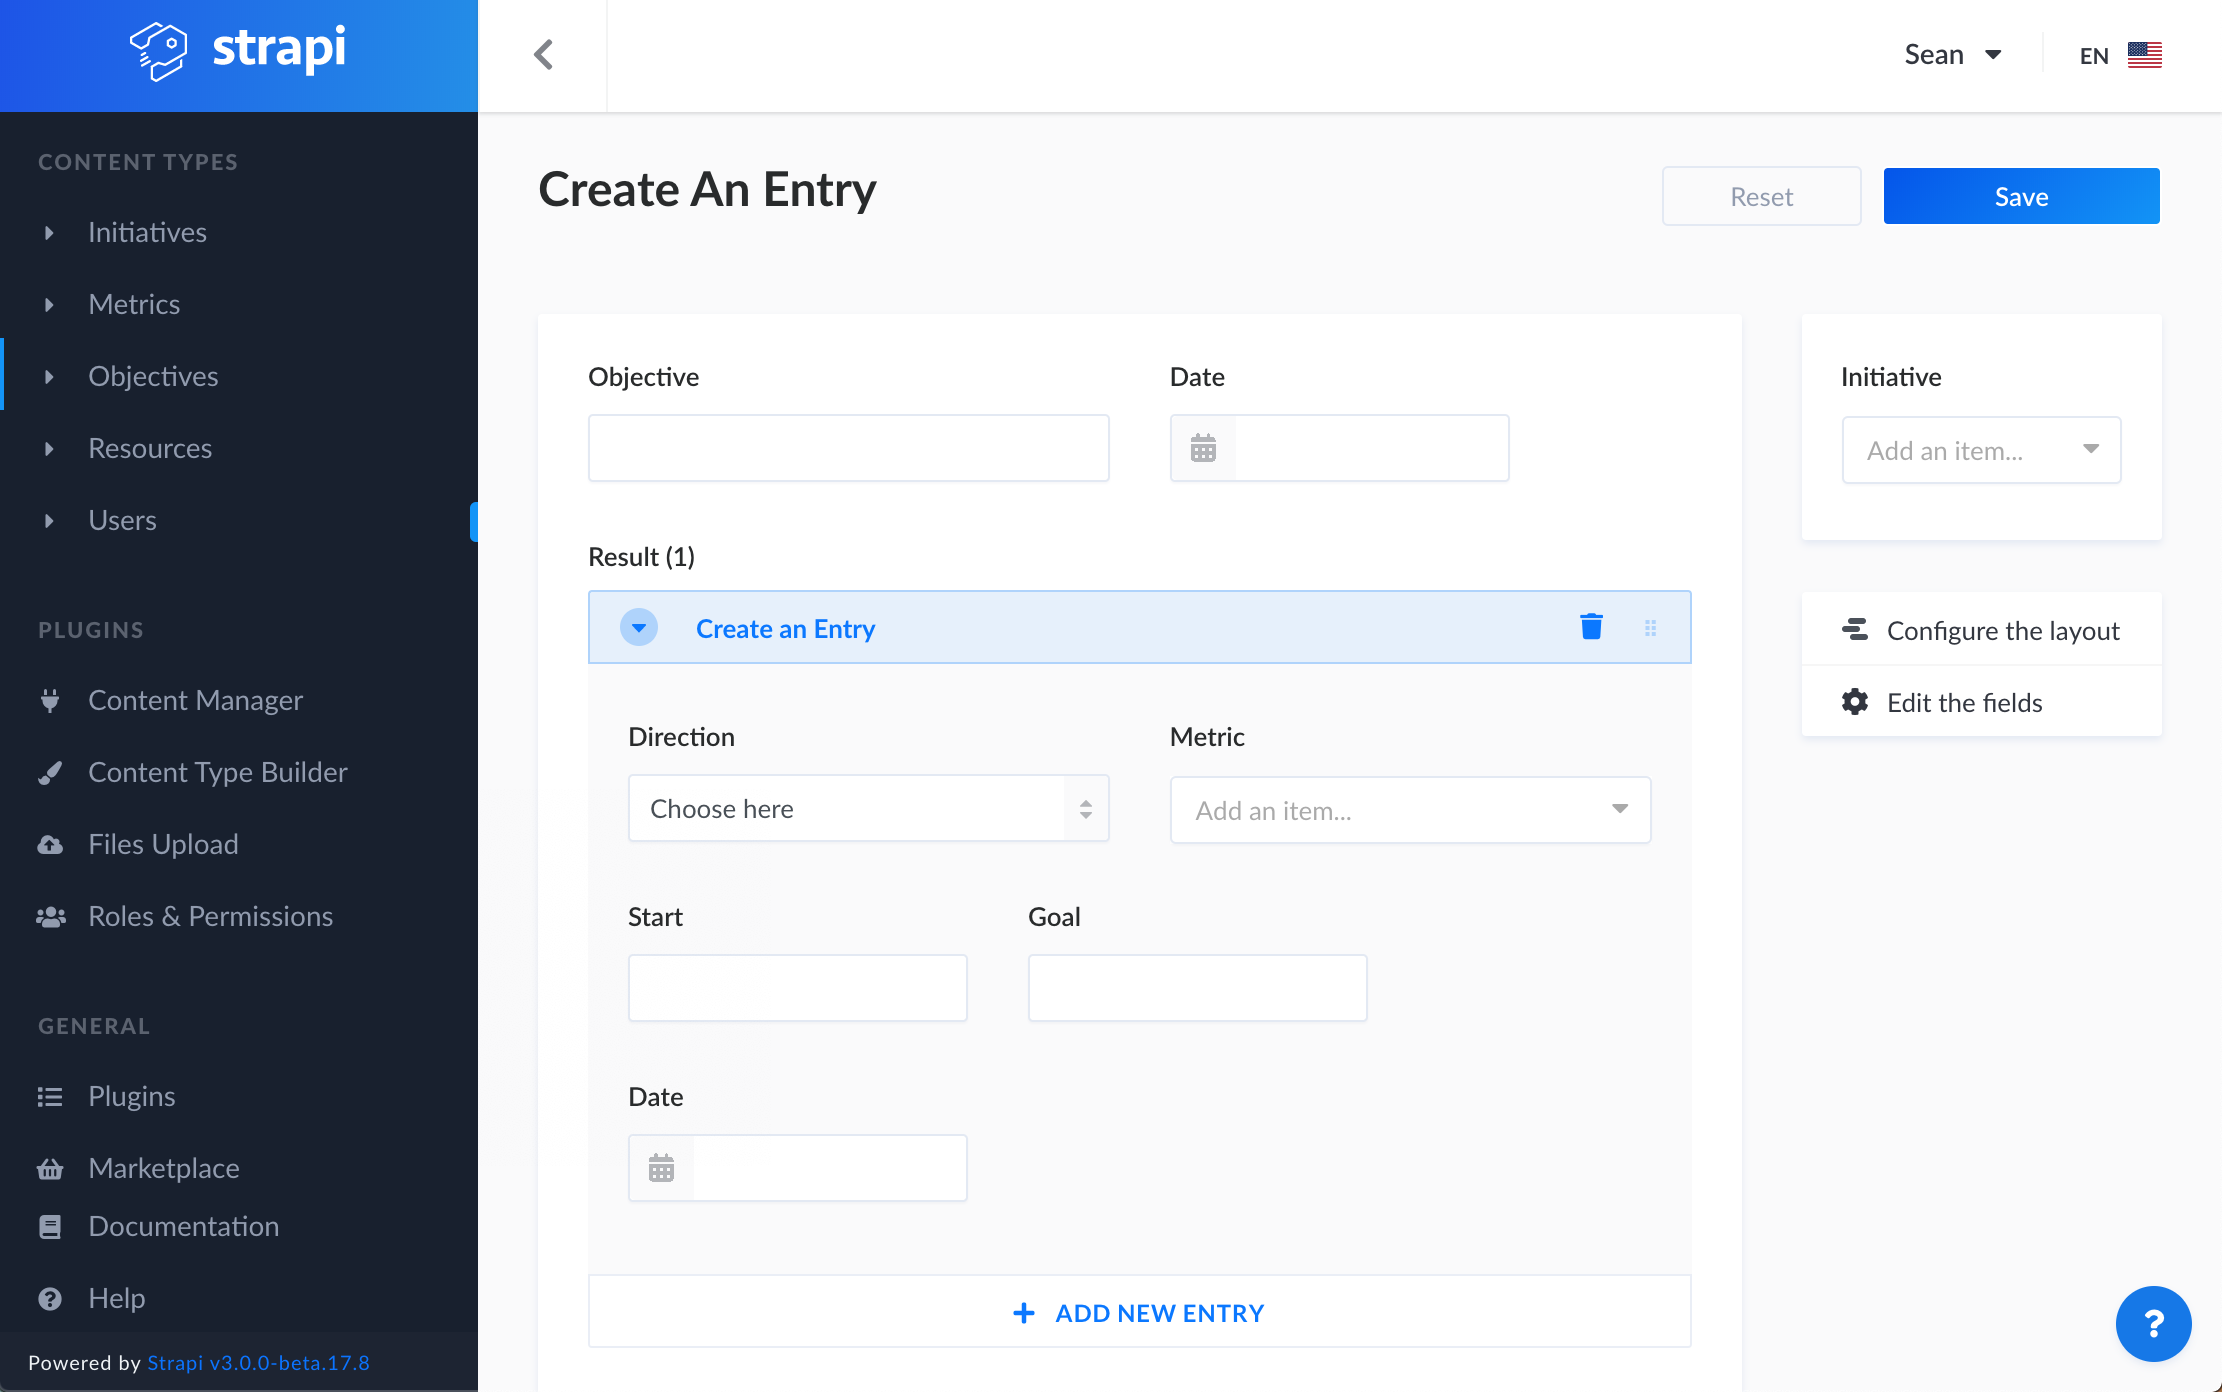 strapi
Sean
EN
CONTENT TYPES
Initiatives
Metrics
Objectives
Resources
Users
PLUGINS
Content Manager
Content Type Builder
Files Upload
Roles & Permissions
GENERAL
Plugins
Marketplace
Documentation
Help
Powered by Strapi v3.0.0-beta.17.8
Create An Entry
Reset
Save
Objective
Date
Result (1)
Create an Entry
Direction
Metric
Choose here
Add an item...
Start
Goal
Date
ADD NEW ENTRY
Initiative
Add an item...
Configure the layout
Edit the fields
?